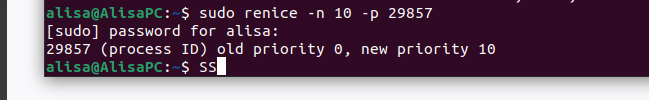 alisa@AlisaPC:~$ sudo renice -n 10 -p 29857
[sudo] password for alisa:
29857 (process ID) old priority 0, new priority 10
alisa@AlisaPC:~$ SS